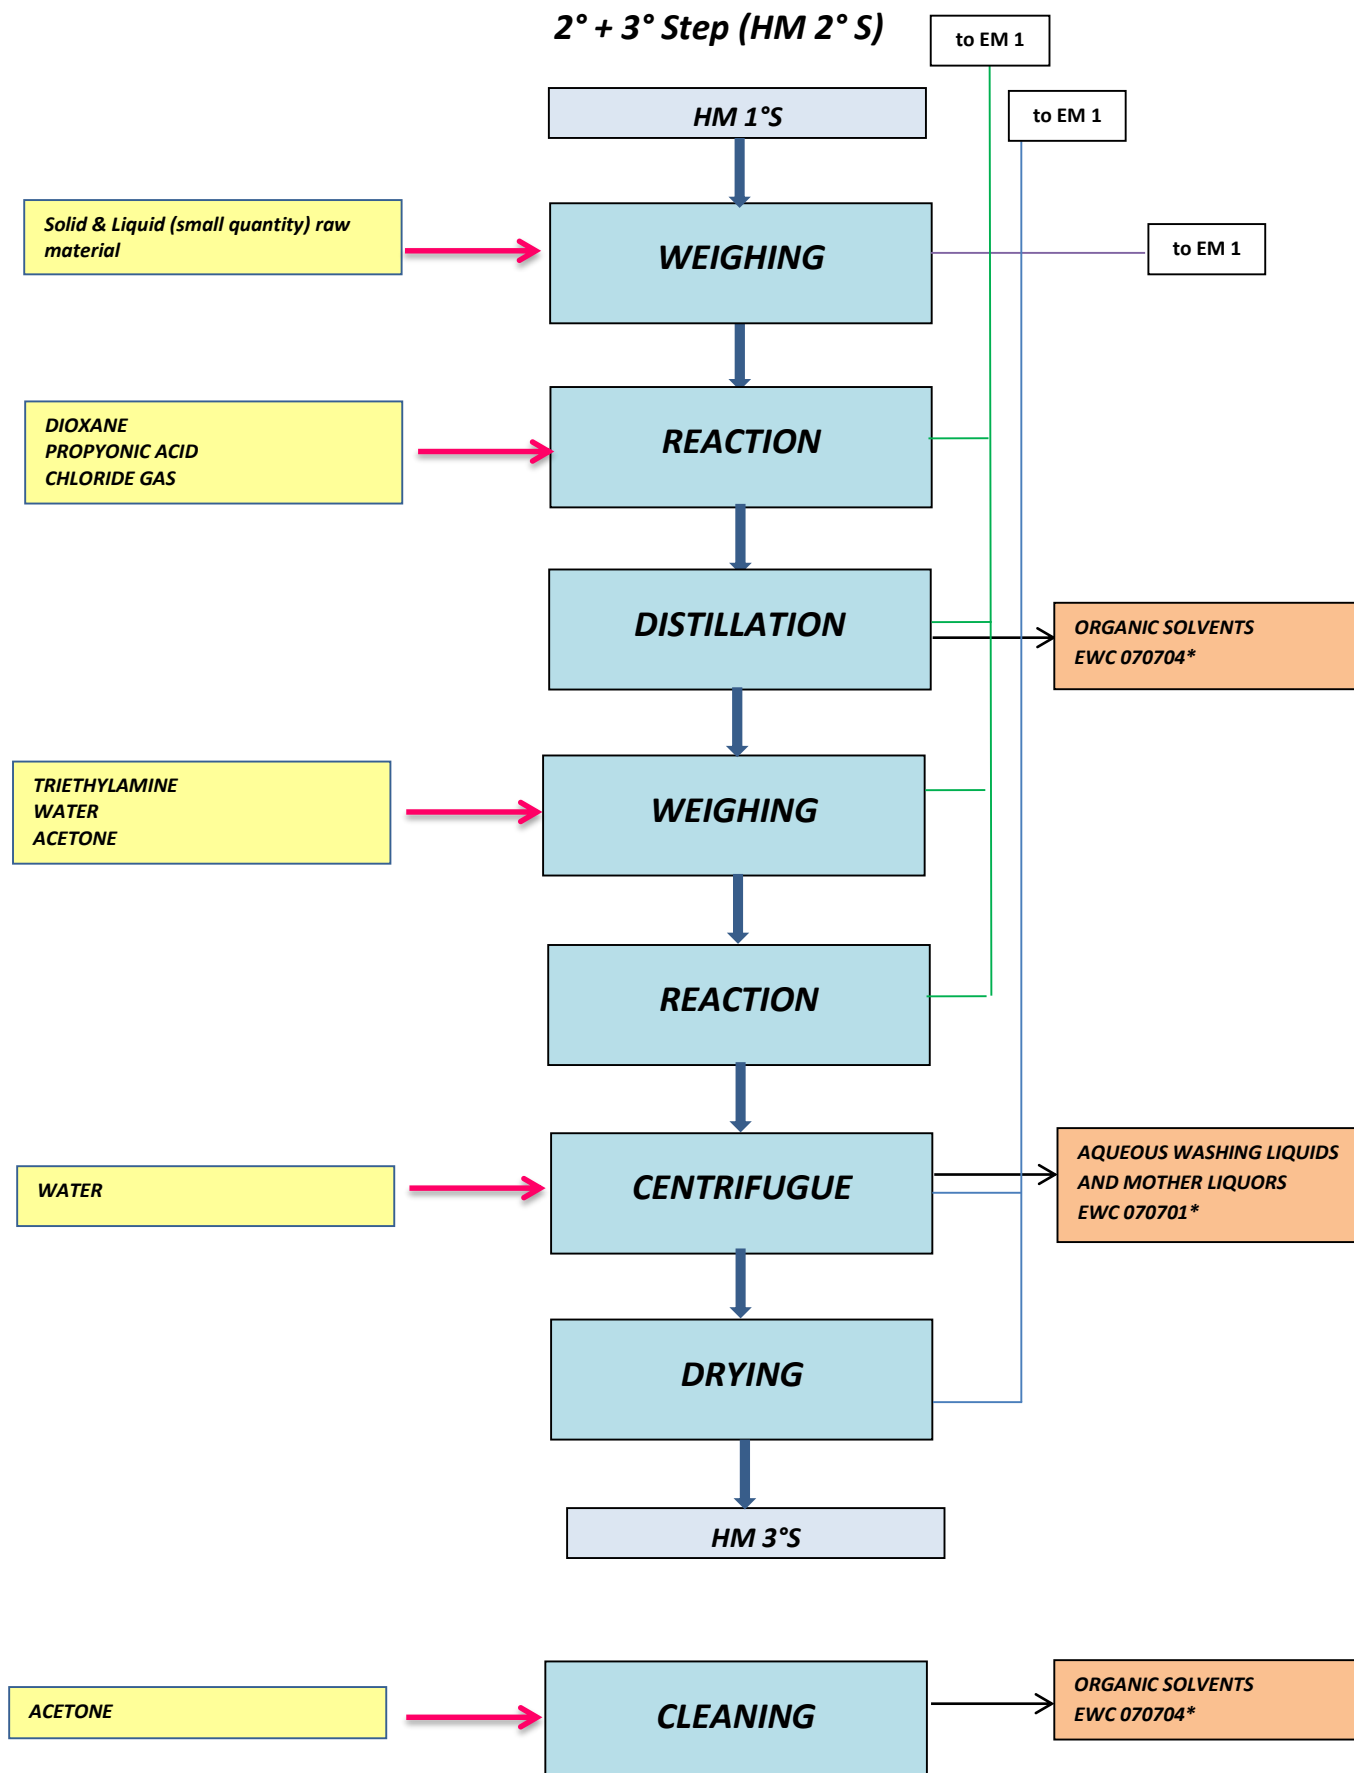 2° + 3° Step (HM 2° S)
to EM 1
HM 1°S
to EM 1
Solid & Liquid (small quantity) raw
material
WEIGHING
to EM 1
DIOXANE
PROPYONIC ACID
CHLORIDE GAS
REACTION
DISTILLATION
ORGANIC SOLVENTS
EWC 070704*
TRIETHYLAMINE
WATER
ACETONE
WEIGHING
REACTION
WATER
CENTRIFUGUE
AQUEOUS WASHING LIQUIDS
AND MOTHER LIQUORS
EWC 070701*
DRYING
HM 3°S
ACETONE
CLEANING
ORGANIC SOLVENTS
EWC 070704*